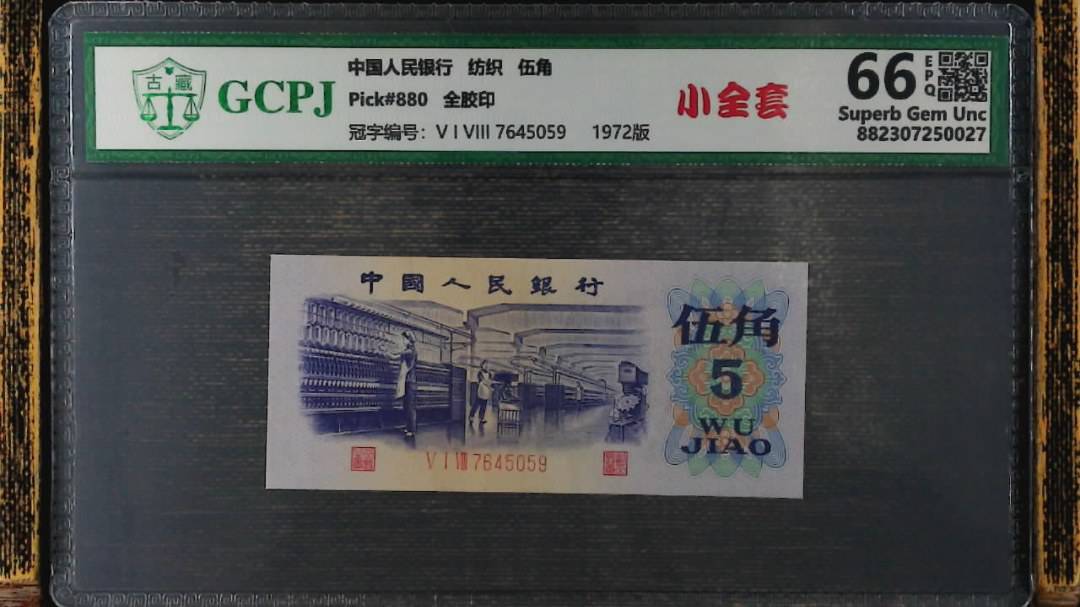 古藏
GCPJ
中国人民银行 纺织 伍角
Pick#880 全胶印
冠字编号: V I VIII 7645059 1972版
小全套
66
EPQ
Superb Gem Unc
882307250027
中國人民銀行
伍角
5
WU
JIAO
V I VIII 7645059